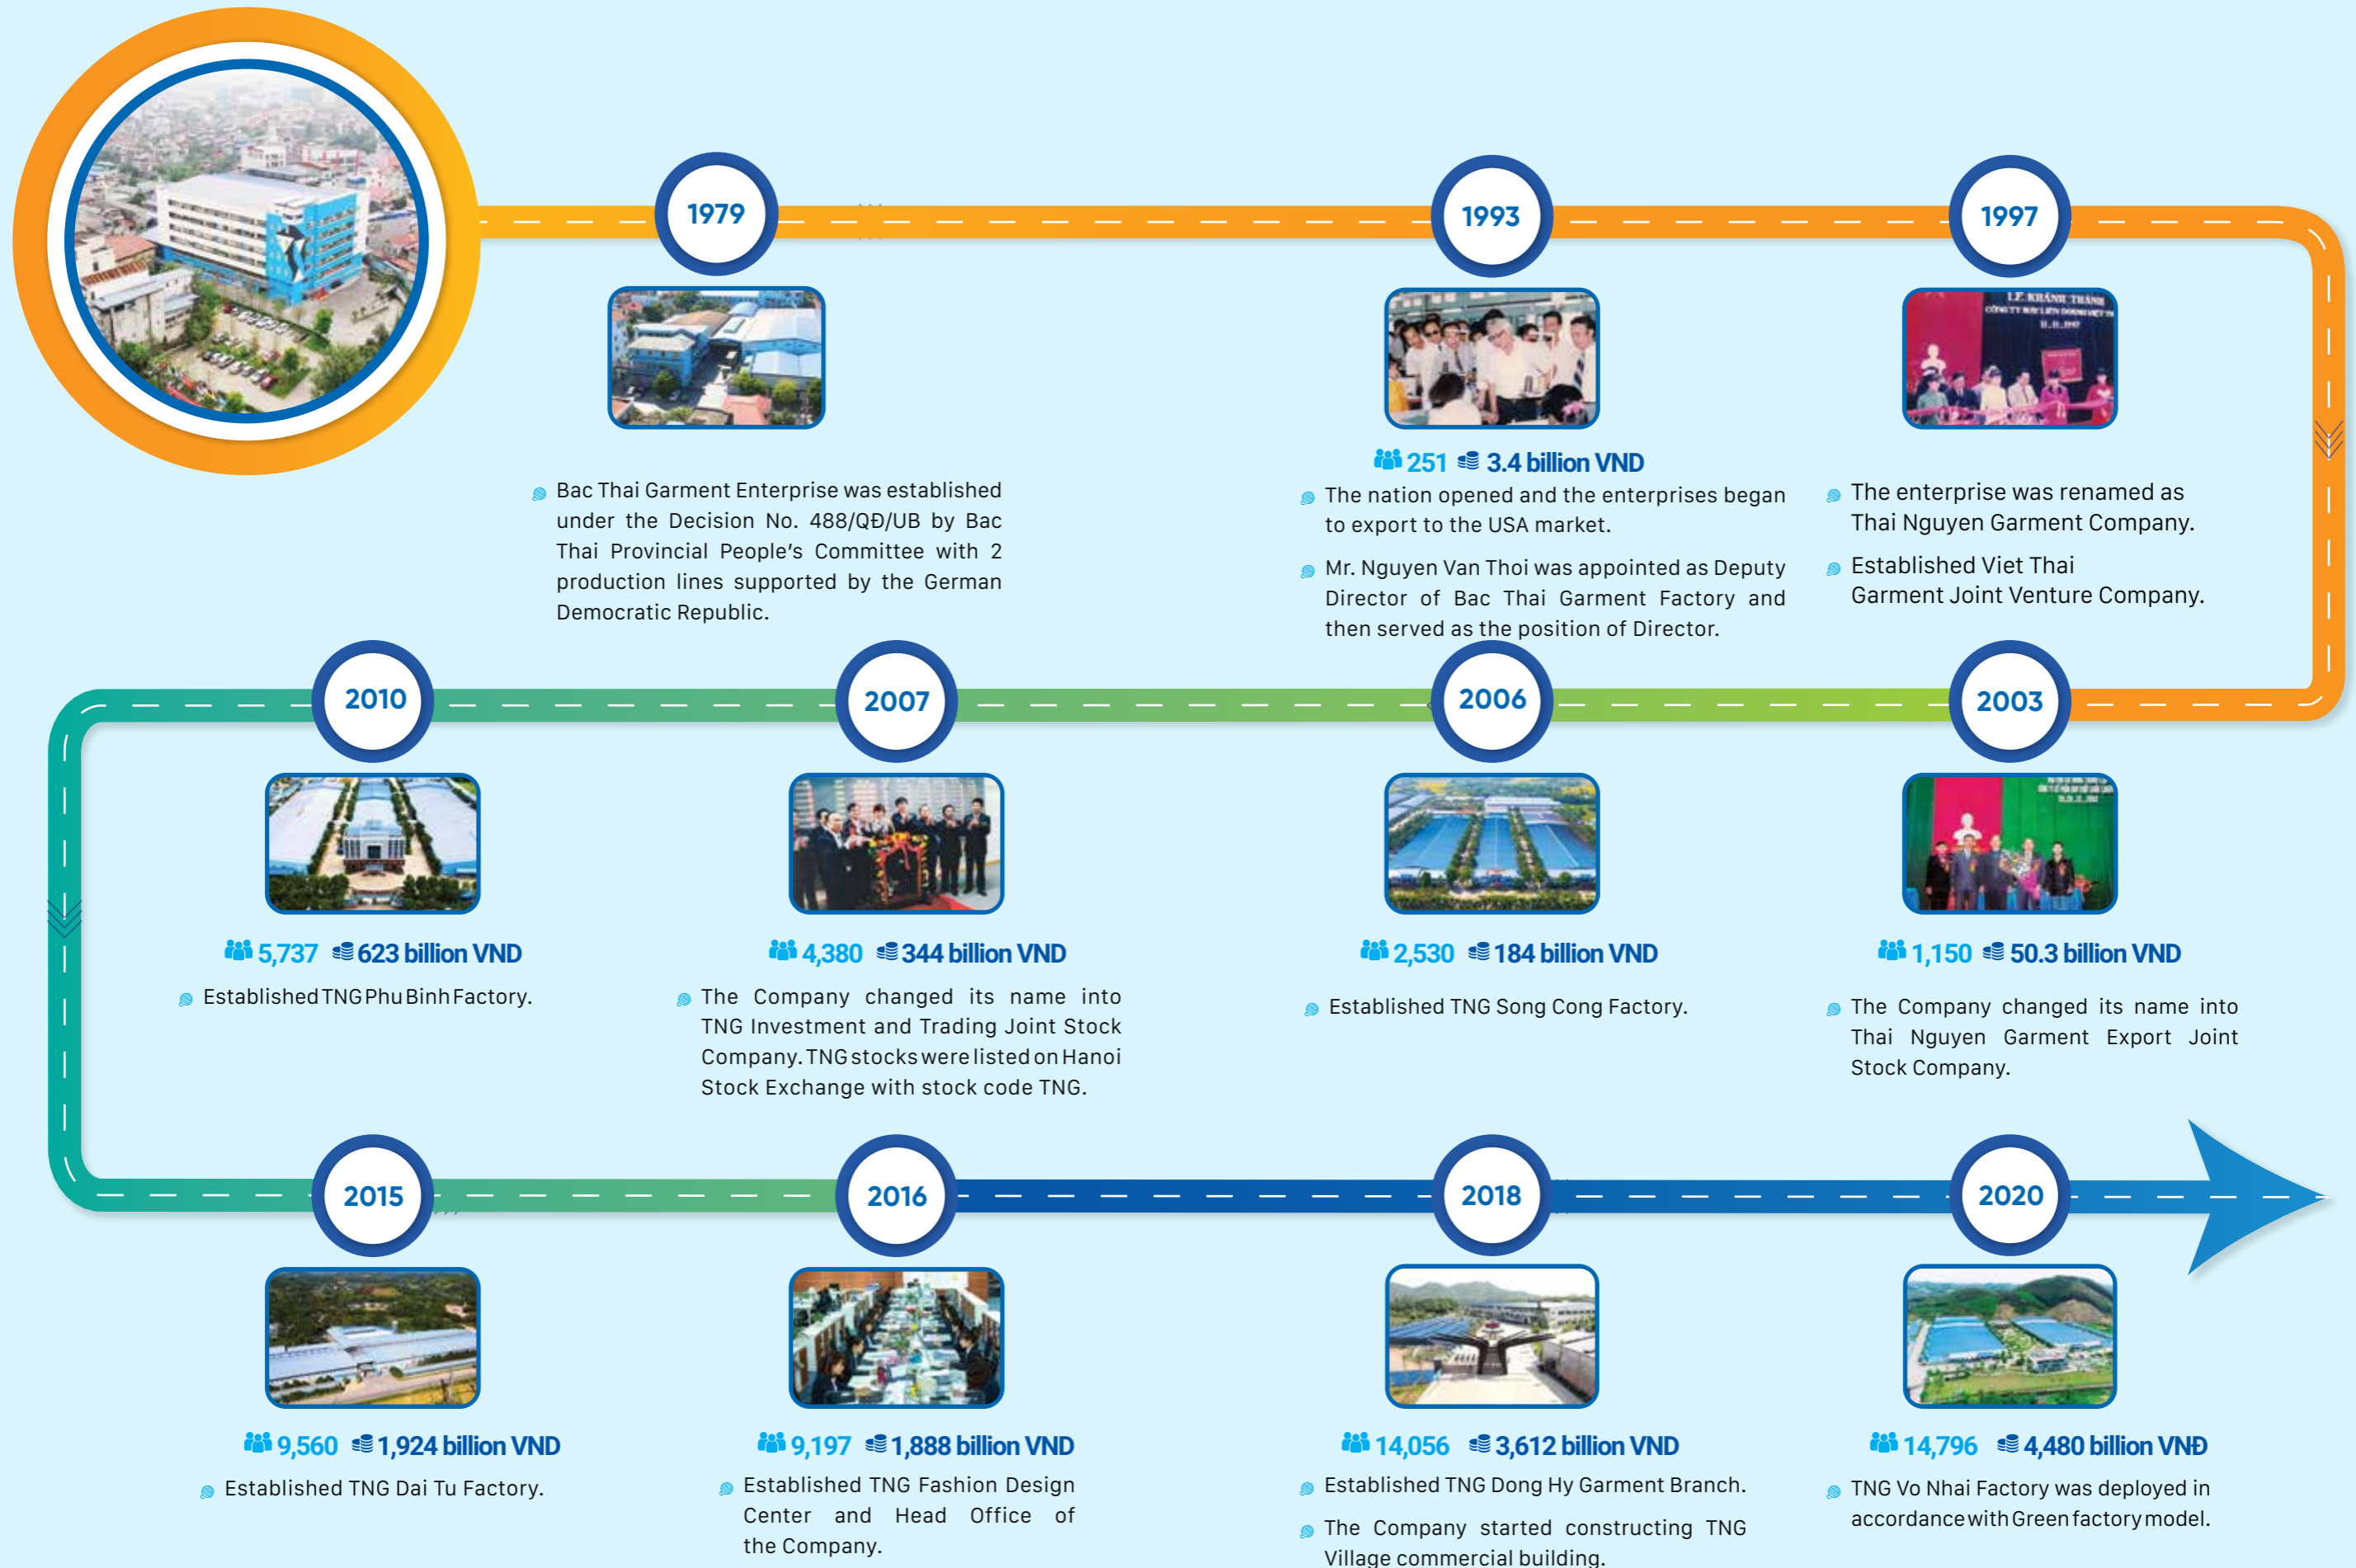 1979
Bac Thai Garment Enterprise was established
under the Decision No. 488/QĐ/UB by Bac
Thai Provincial People's Committee with 2
production lines supported by the German
Democratic Republic.
1993
251 3.4 billion VND
The nation opened and the enterprises began
to export to the USA market.
Mr. Nguyen Van Thoi was appointed as Deputy
Director of Bac Thai Garment Factory and
then served as the position of Director.
1997
LỄ KHÁNH THÀNH
CÔNG TY MAY LIÊN DOANH VIỆT
11.11.1997
The enterprise was renamed as
Thai Nguyen Garment Company.
Established Viet Thai
Garment Joint Venture Company.
2003
1,150 50.3 billion VND
The Company changed its name into
Thai Nguyen Garment Export Joint
Stock Company.
2006
2,530 184 billion VND
Established TNG Song Cong Factory.
2007
4,380 344 billion VND
The Company changed its name into
TNG Investment and Trading Joint Stock
Company. TNG stocks were listed on Hanoi
Stock Exchange with stock code TNG.
2010
5,737 623 billion VND
Established TNG Phu Binh Factory.
2015
9,560 1,924 billion VND
Established TNG Dai Tu Factory.
2016
9,197 1,888 billion VND
Established TNG Fashion Design
Center and Head Office of
the Company.
2018
14,056 3,612 billion VND
Established TNG Dong Hy Garment Branch.
The Company started constructing TNG
Village commercial building.
2020
14,796 4,480 billion VNĐ
TNG Vo Nhai Factory was deployed in
accordance with Green factory model.